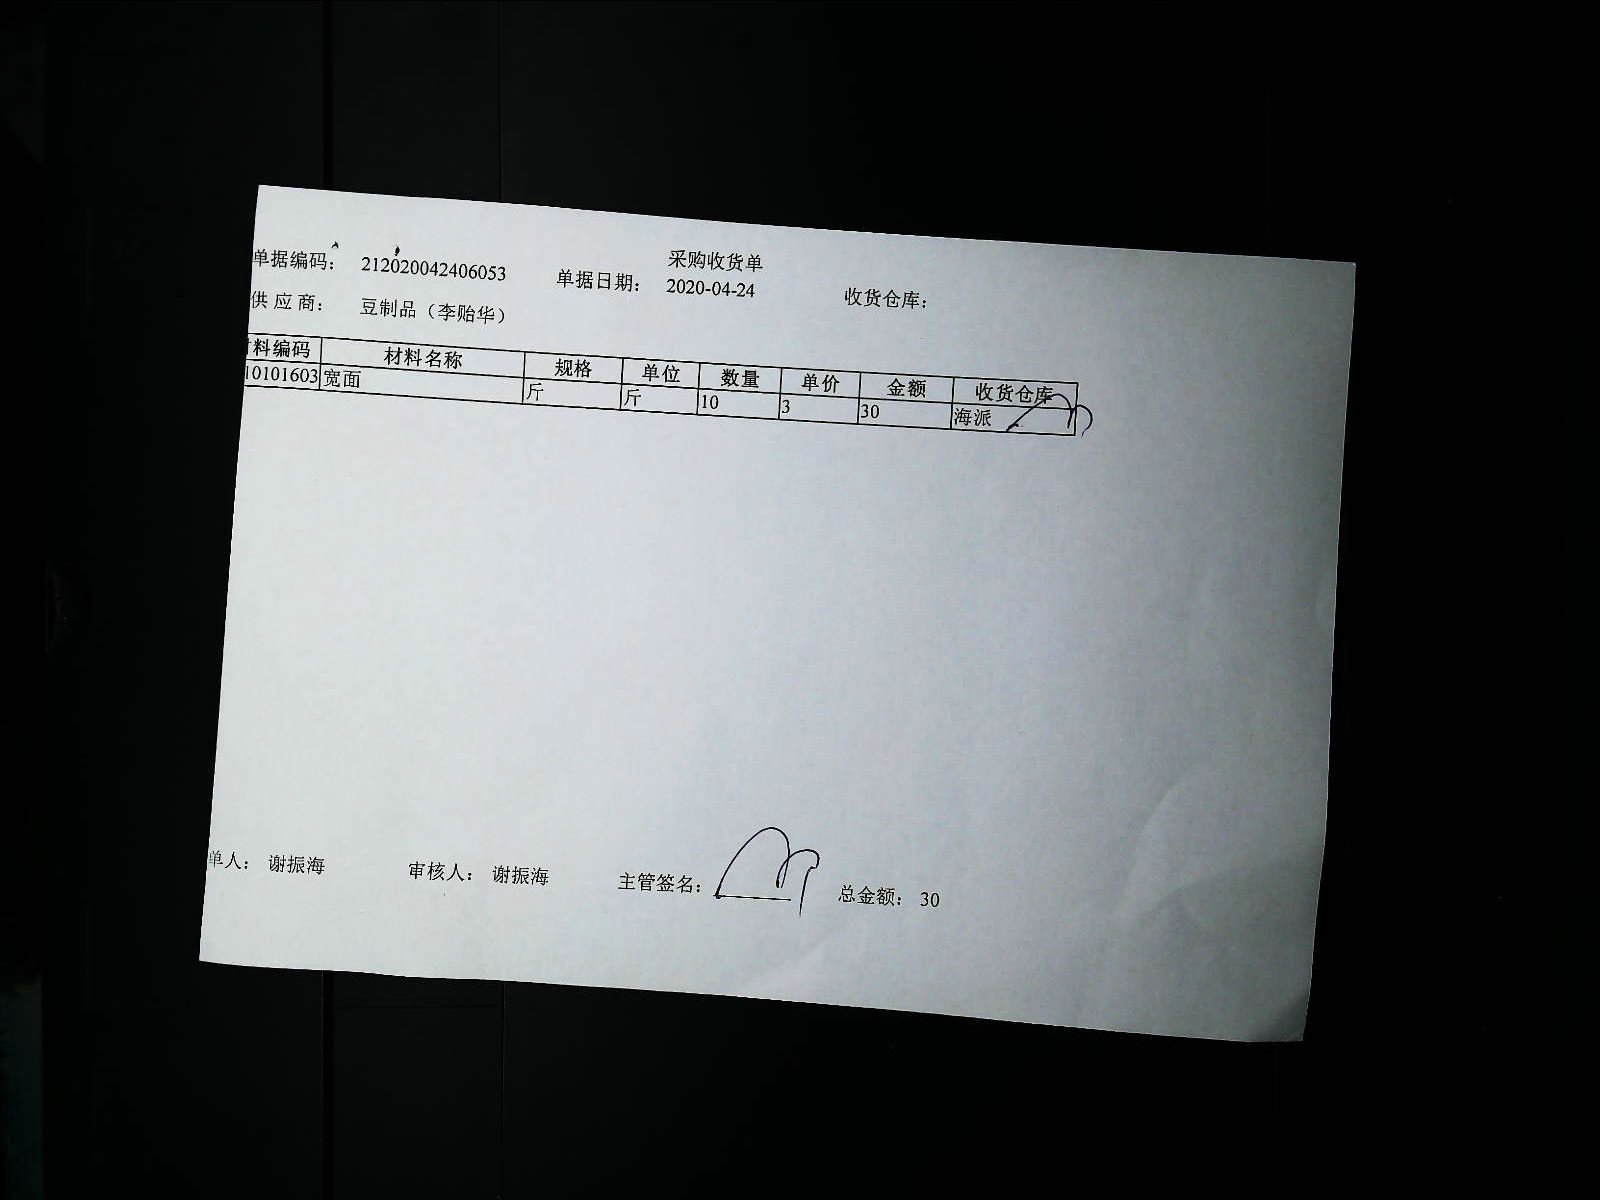 采购收货单
单据编码： 212020042406053 单据日期： 2020-04-24 收货仓库：
供 应 商： 豆制品（李贻华）
料编码 材料名称 规格 单位 数量 单价 金额 收货仓库
10101603 宽面 斤 斤 10 3 30 海派
单人： 谢振海 审核人： 谢振海 主管签名： 总金额： 30